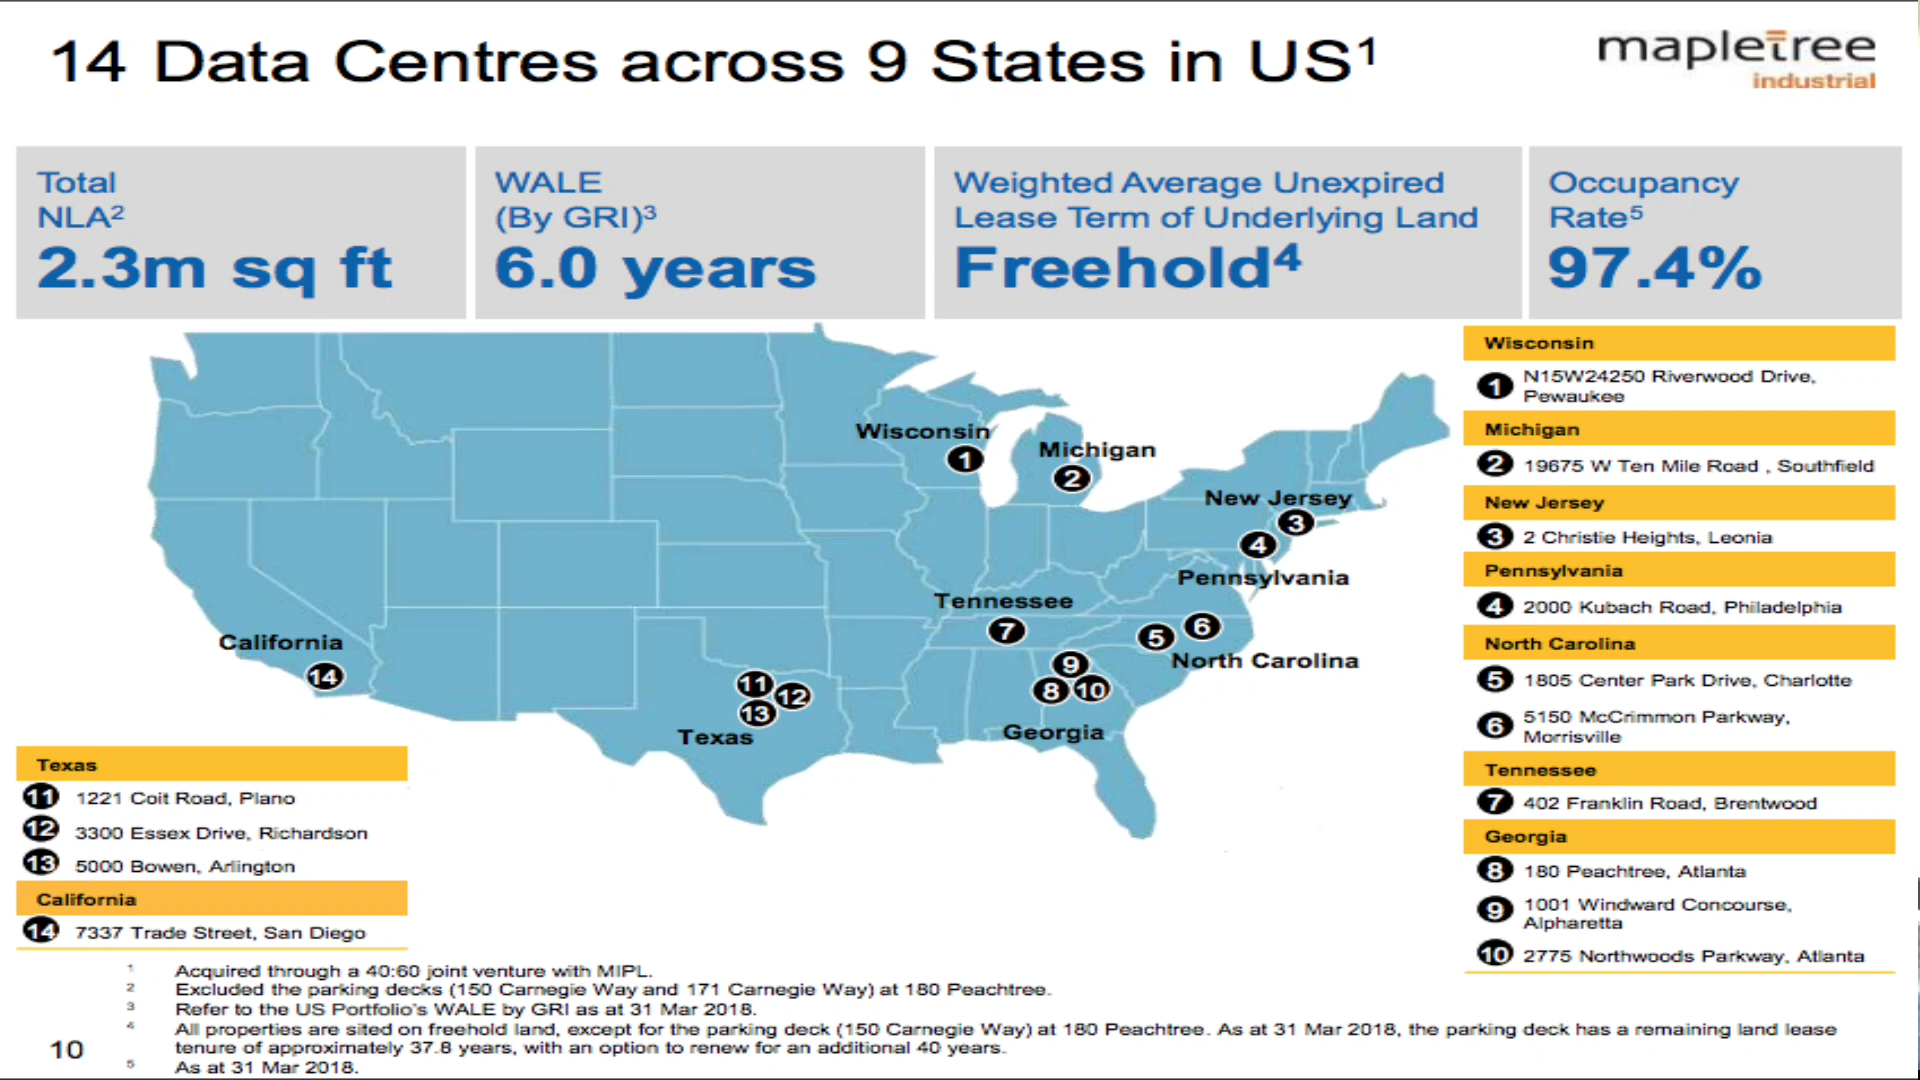 14 Data Centres across 9 States in US1
mapletree
industrial
Total
NLA2
2.3m sq ft
WALE
(By GRI)3
6.0 years
Weighted Average Unexpired
Lease Term of Underlying Land
Freehold4
Occupancy
Rate5
97.4%
Wisconsin
1
Michigan
2
New Jersey
3
4
Pennsylvania
Tennessee
7
5
6
North Carolina
9
8
10
Georgia
California
14
11
12
13
Texas
Wisconsin
1 N15W24250 Riverwood Drive,
Pewaukee
Michigan
2 19675 W Ten Mile Road , Southfield
New Jersey
3 2 Christie Heights, Leonia
Pennsylvania
4 2000 Kubach Road, Philadelphia
North Carolina
5 1805 Center Park Drive, Charlotte
6 5150 McCrimmon Parkway,
Morrisville
Tennessee
7 402 Franklin Road, Brentwood
Georgia
8 180 Peachtree, Atlanta
9 1001 Windward Concourse,
Alpharetta
10 2775 Northwoods Parkway, Atlanta
Texas
11 1221 Coit Road, Plano
12 3300 Essex Drive, Richardson
13 5000 Bowen, Arlington
California
14 7337 Trade Street, San Diego
1 Acquired through a 40:60 joint venture with MIPL.
2 Excluded the parking decks (150 Carnegie Way and 171 Carnegie Way) at 180 Peachtree.
3 Refer to the US Portfolio's WALE by GRI as at 31 Mar 2018.
4 All properties are sited on freehold land, except for the parking deck (150 Carnegie Way) at 180 Peachtree. As at 31 Mar 2018, the parking deck has a remaining land lease
tenure of approximately 37.8 years, with an option to renew for an additional 40 years.
5 As at 31 Mar 2018.
10